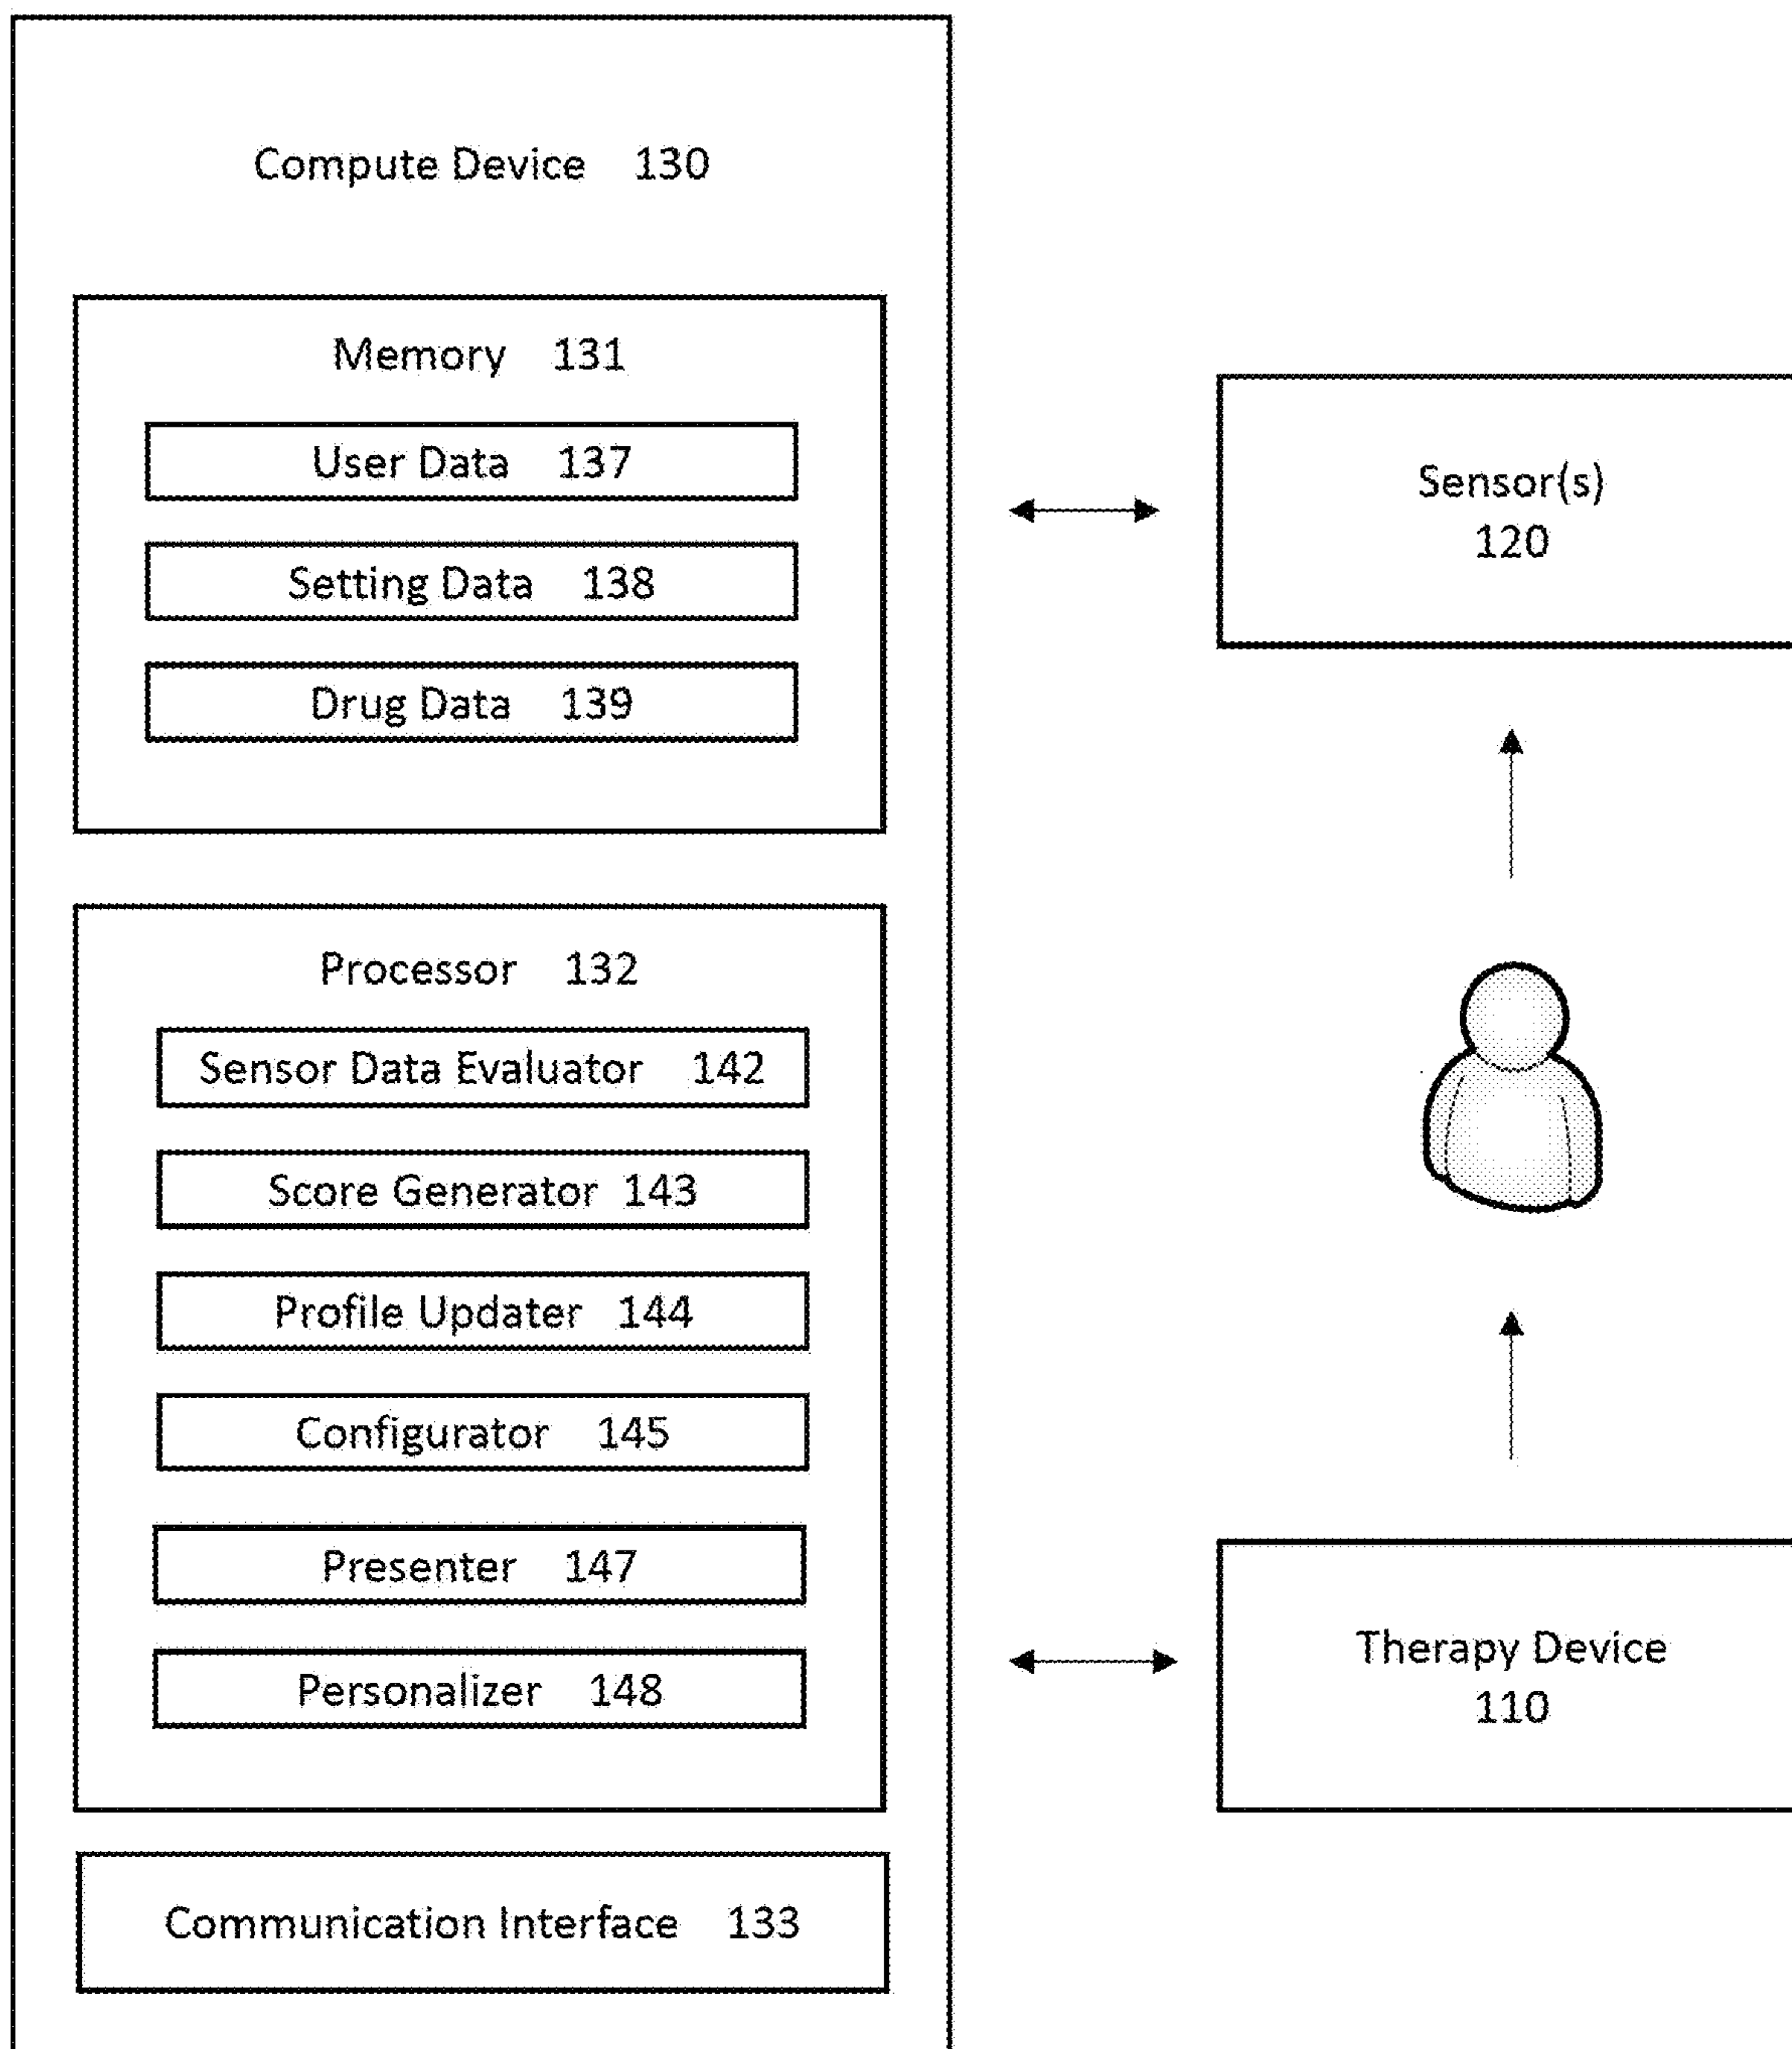 Compute Device 130
Memory 131
User Data 137
Setting Data 138
Drug Data 139
Processor 132
Sensor Data Evaluator 142
Score Generator 143
Profile Updater 144
Configurator 145
Presenter 147
Personalizer 148
Communication Interface 133
Sensor(s)
120
Therapy Device
110